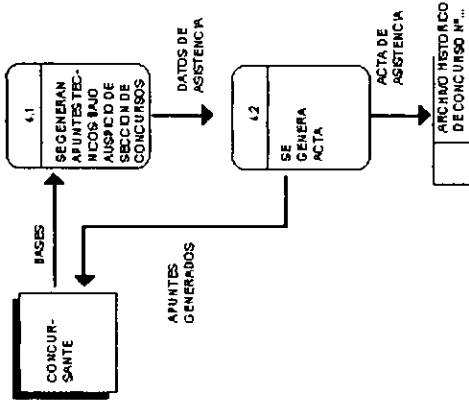 CONCUR-
SANTE
BASES
4.1
SE GENERAN
APUNTES TEC-
NICOS BAJO
AUSPICIO DE
SECCION DE
CONCURSOS
DATOS DE
ASISTENCIA
APUNTES
GENERADOS
4.2
SE
GENERA
ACTA
ACTA DE
ASISTENCIA
ARCHIVO HISTORICO
DE CONCURSO Nº...